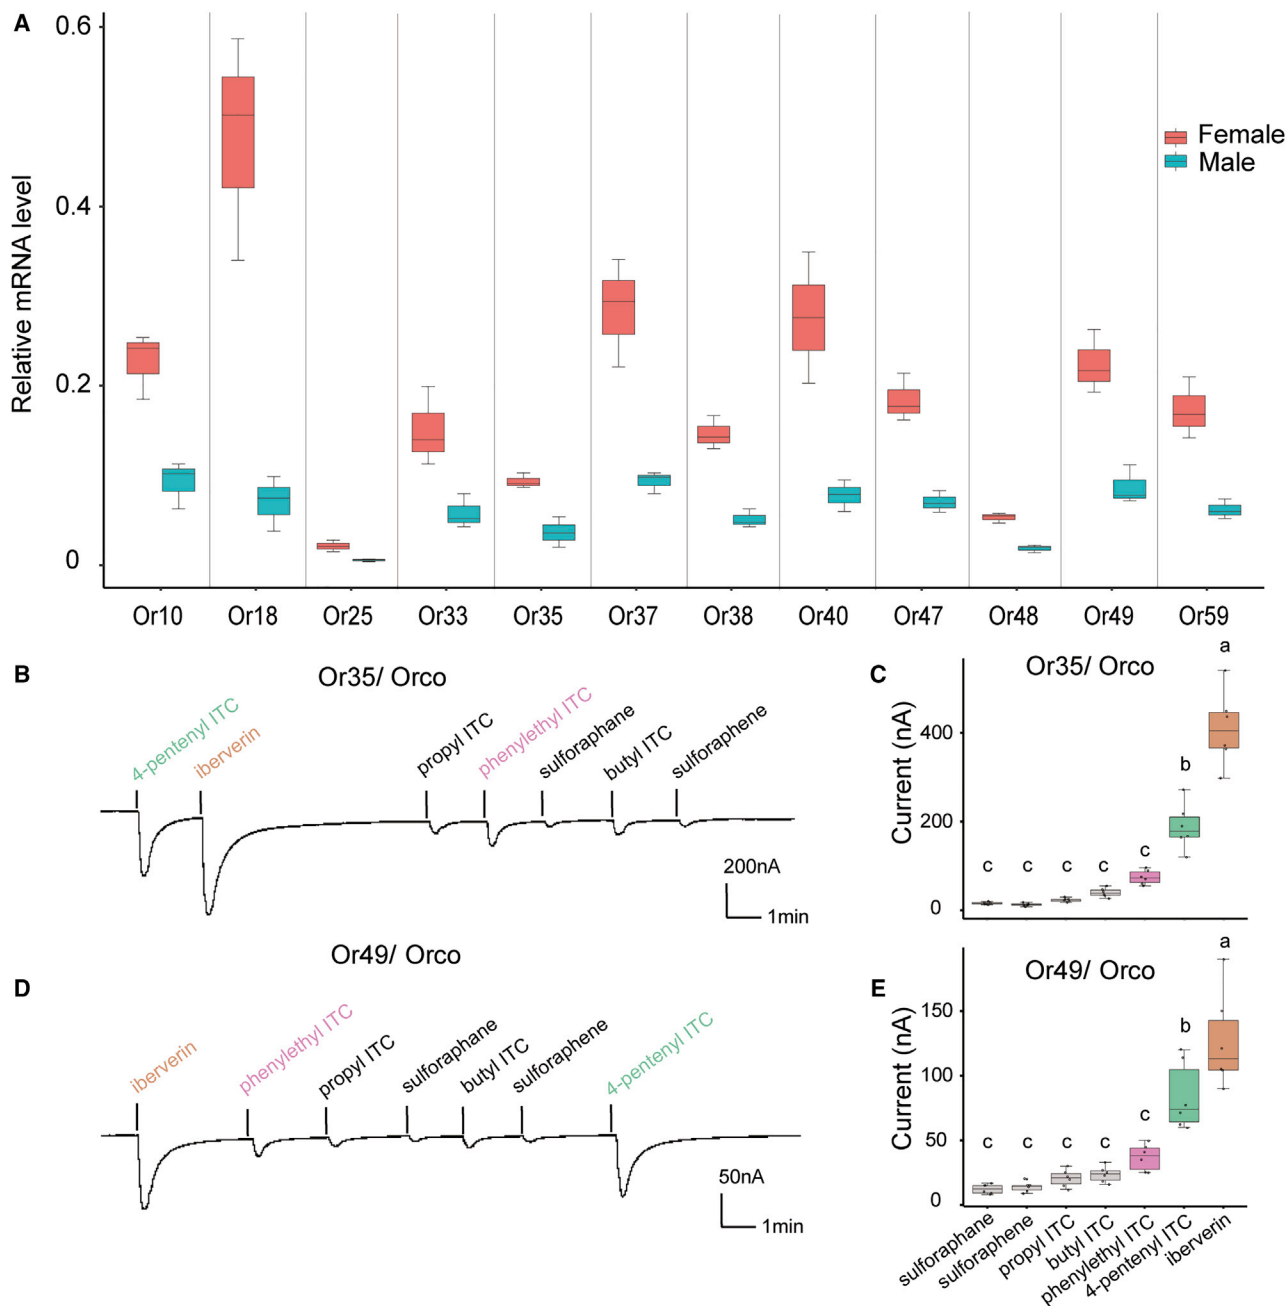 A
0.6
0.4
0.2
0
Relative mRNA level
Female
Male
Or10 Or18 Or25 Or33 Or35 Or37 Or38 Or40 Or47 Or48 Or49 Or59
B
Or35/ Orco
4-pentenyl ITC
iberverin
propyl ITC
phenylethyl ITC
sulforaphane
butyl ITC
sulforaphene
200nA
1min
C
Or35/ Orco
Current (nA)
400
200
0
c c c c c b a
D
Or49/ Orco
iberverin
phenylethyl ITC
propyl ITC
sulforaphane
butyl ITC
sulforaphene
4-pentenyl ITC
50nA
1min
E
Or49/ Orco
Current (nA)
150
100
50
0
c c c c c b a
sulforaphane
sulforaphene
propyl ITC
butyl ITC
phenylethyl ITC
4-pentenyl ITC
iberverin